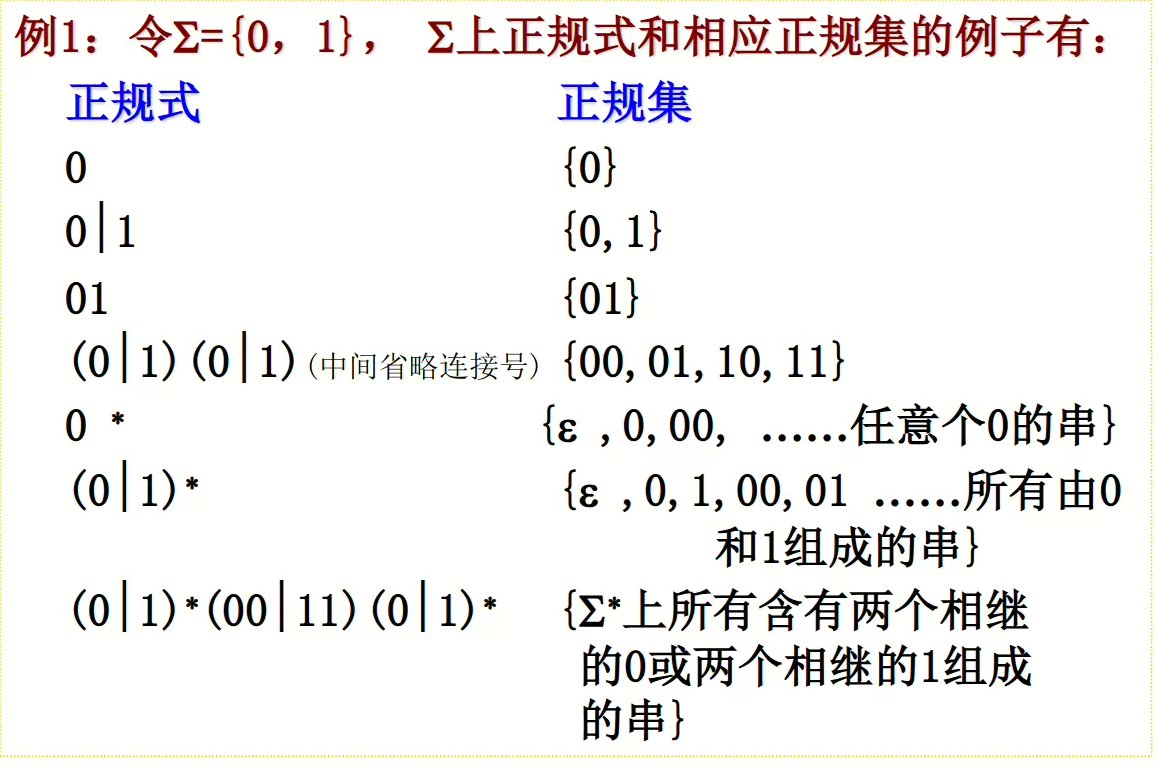 例1：令Σ={0，1}， Σ上正规式和相应正规集的例子有：
正规式 正规集
0 {0}
0|1 {0,1}
01 {01}
(0|1)(0|1)(中间省略连接号) {00,01,10,11}
0 * {ε ,0,00, ……任意个0的串}
(0|1)* {ε ,0,1,00,01 ……所有由0
和1组成的串}
(0|1)*(00|11)(0|1)* {Σ*上所有含有两个相继
的0或两个相继的1组成
的串}